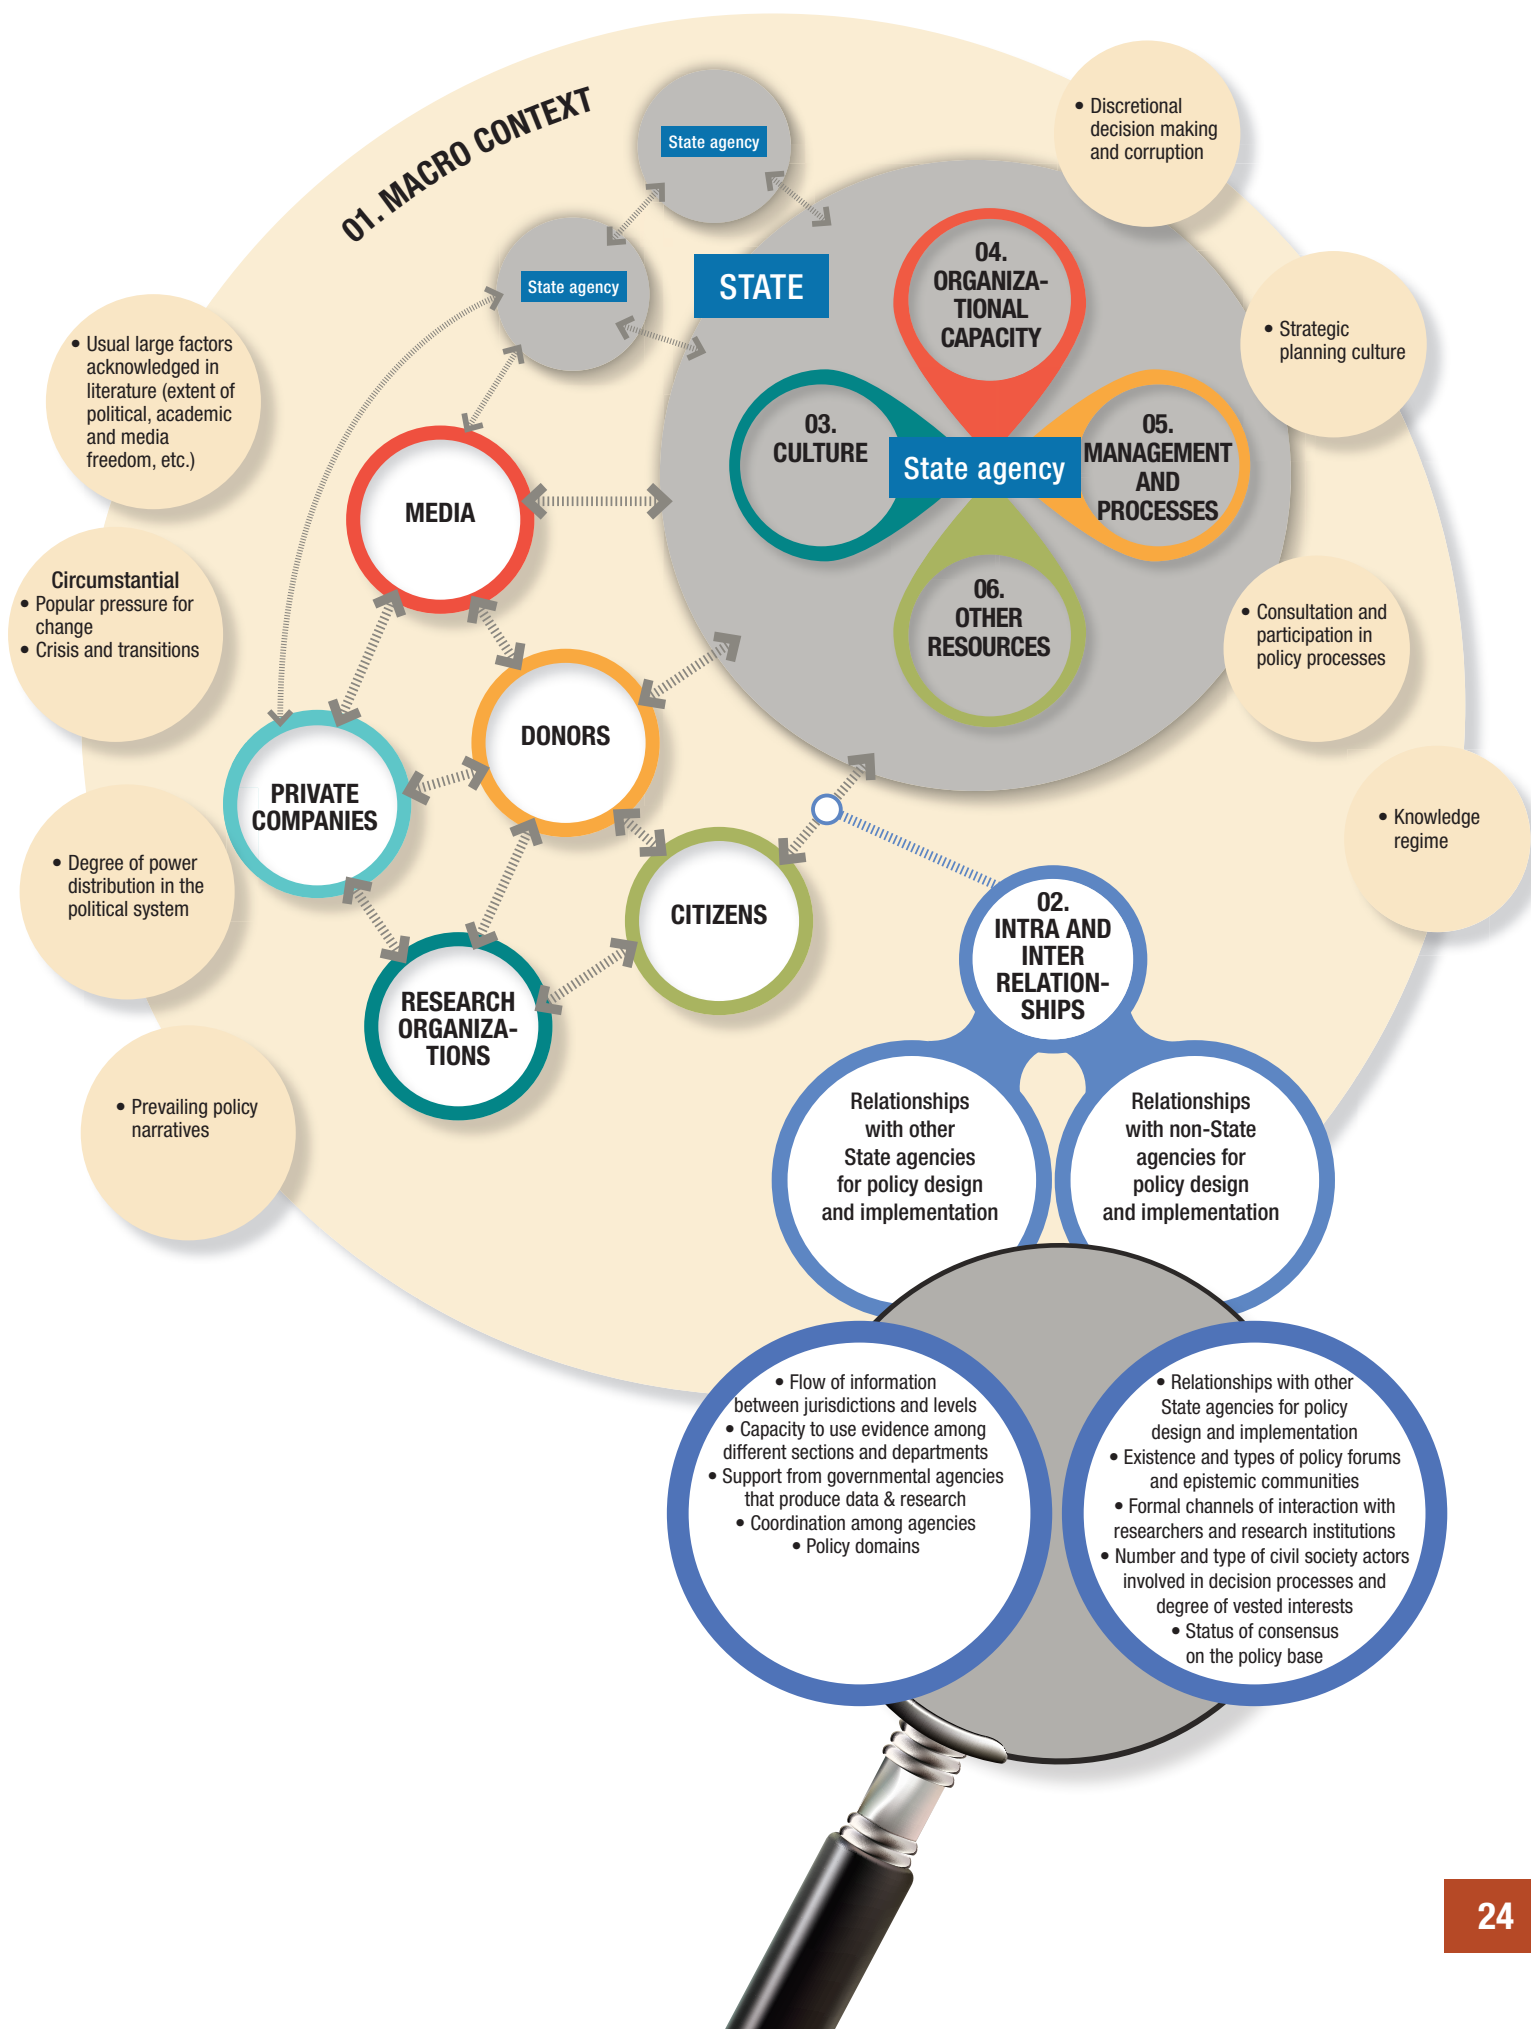 01. MACRO CONTEXT
State agency
State agency
STATE
04.
ORGANIZA-
TIONAL
CAPACITY
03.
CULTURE
State agency
05.
MANAGEMENT
AND
PROCESSES
06.
OTHER
RESOURCES
• Discretional
decision making
and corruption
• Strategic
planning culture
• Consultation and
participation in
policy processes
• Knowledge
regime
• Usual large factors
acknowledged in
literature (extent of
political, academic
and media
freedom, etc.)
Circumstantial
• Popular pressure for
change
• Crisis and transitions
• Degree of power
distribution in the
political system
• Prevailing policy
narratives
MEDIA
DONORS
PRIVATE
COMPANIES
CITIZENS
RESEARCH
ORGANIZA-
TIONS
02.
INTRA AND
INTER
RELATION-
SHIPS
Relationships
with other
State agencies
for policy design
and implementation
Relationships
with non-State
agencies for
policy design
and implementation
• Flow of information
between jurisdictions and levels
• Capacity to use evidence among
different sections and departments
• Support from governmental agencies
that produce data & research
• Coordination among agencies
• Policy domains
• Relationships with other
State agencies for policy
design and implementation
• Existence and types of policy forums
and epistemic communities
• Formal channels of interaction with
researchers and research institutions
• Number and type of civil society actors
involved in decision processes and
degree of vested interests
• Status of consensus
on the policy base
24